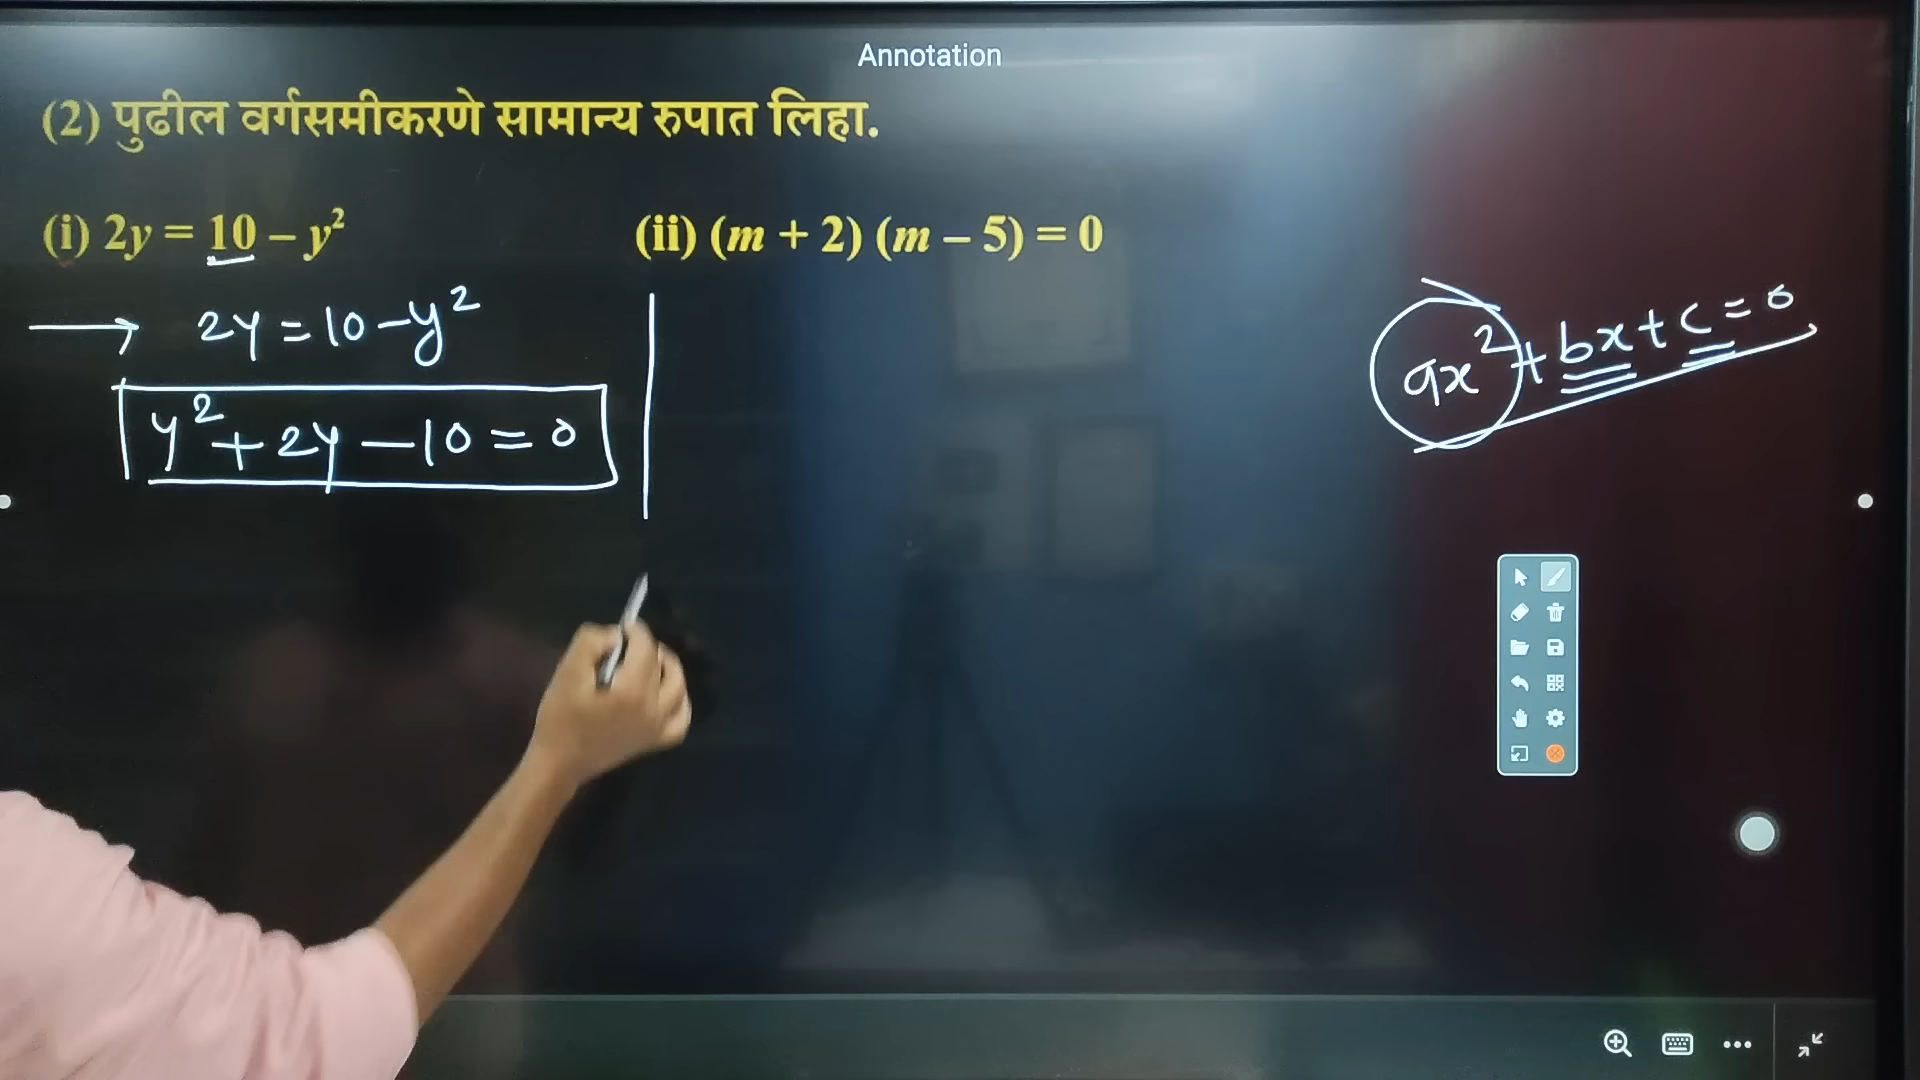 Annotation
(2) पुढील वर्गसमीकरणे सामान्य रुपात लिहा.
(i) 2y = 10 – y²
(ii) (m + 2) (m – 5) = 0
2y = 10 – y²
y² + 2y – 10 = 0
ax² + bx + c = 0